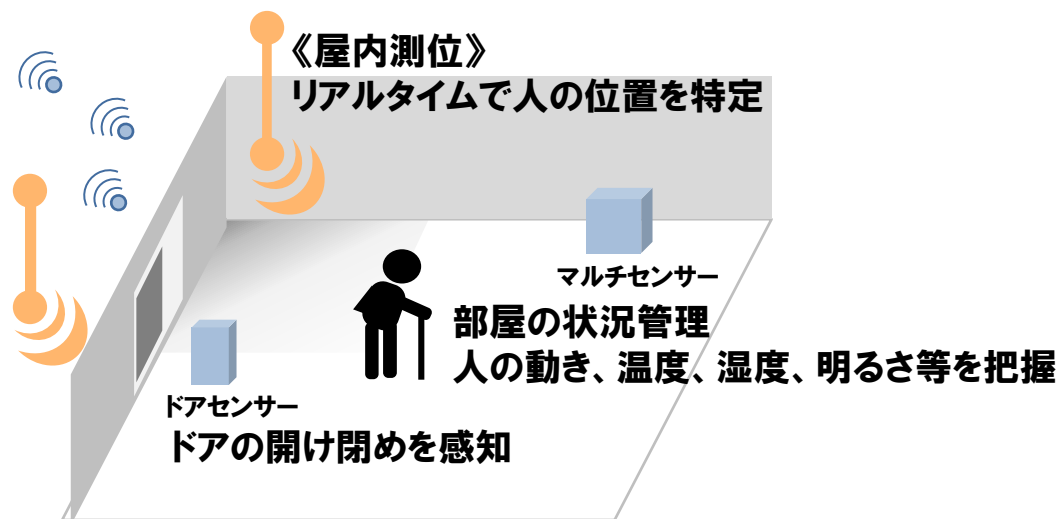 《屋内測位》
リアルタイムで人の位置を特定
マルチセンサー
部屋の状況管理
人の動き、温度、湿度、明るさ等を把握
ドアセンサー
ドアの開け閉めを感知